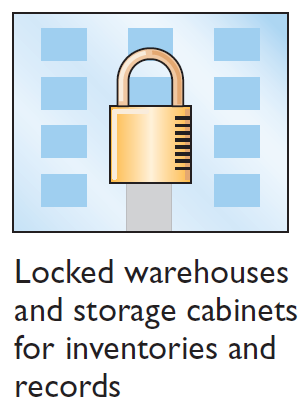 Locked warehouses
and storage cabinets
for inventories and
records